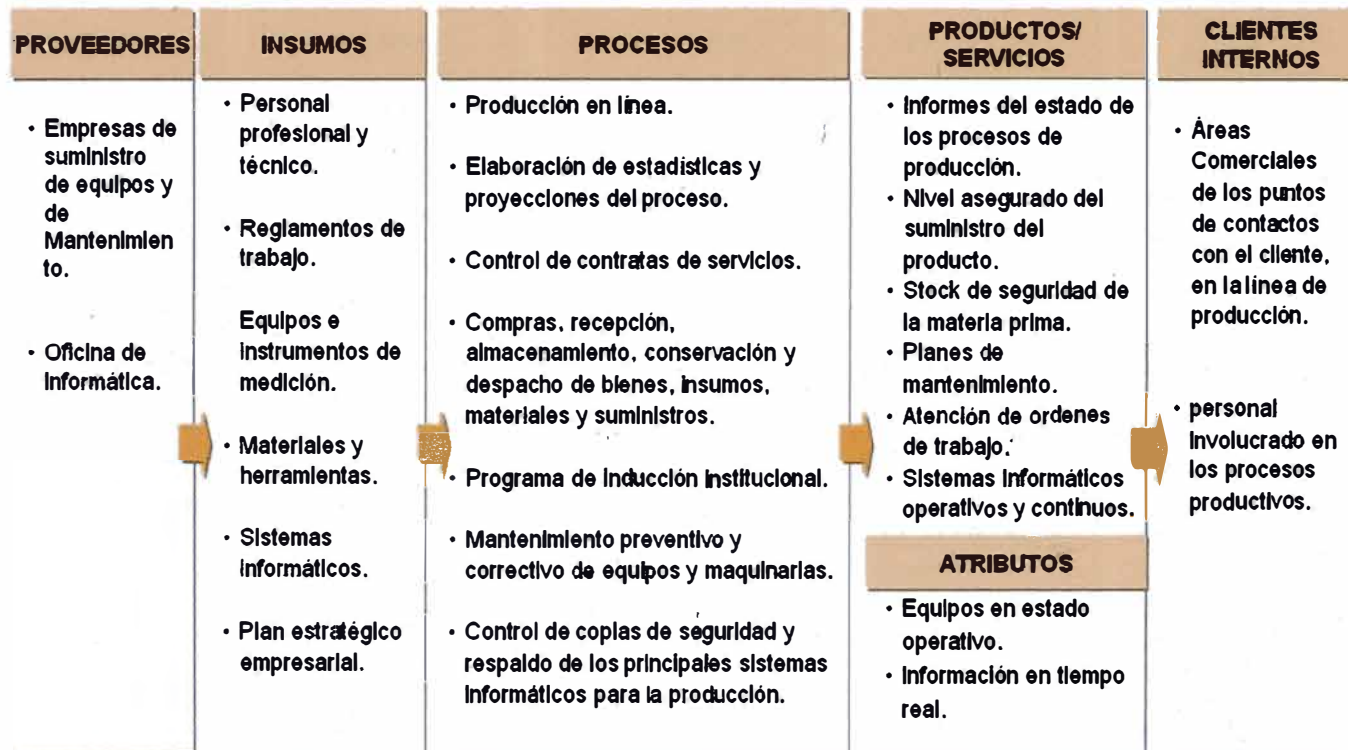 PROVEEDORES
• Empresas de
suministro
de equipos y
de
Mantenimien
to.
• Oficina de
Informática.
INSUMOS
• Personal
profesional y
técnico.
• Reglamentos de
trabajo.
Equipos e
instrumentos de
medición.
• Materiales y
herramientas.
• Sistemas
informáticos.
• Plan estratégico
empresarial.
PROCESOS
• Producción en línea.
• Elaboración de estadísticas y
proyecciones del proceso.
• Control de contratas de servicios.
• Compras, recepción,
almacenamiento, conservación y
despacho de bienes, insumos,
materiales y suministros.
• Programa de inducción institucional.
• Mantenimiento preventivo y
correctivo de equipos y maquinarias.
• Control de copias de seguridad y
respaldo de los principales sistemas
informáticos para la producción.
PRODUCTOS/
SERVICIOS
• Informes del estado de
los procesos de
producción.
• Nivel asegurado del
suministro del
producto.
• Stock de seguridad de
la materia prima.
• Planes de
mantenimiento.
• Atención de ordenes
de trabajo.
• Sistemas informáticos
operativos y continuos.
ATRIBUTOS
• Equipos en estado
operativo.
• Información en tiempo
real.
CLIENTES
INTERNOS
• Áreas
Comerciales
de los puntos
de contactos
con el cliente,
en la línea de
producción.
• personal
Involucrado en
los procesos
productivos.